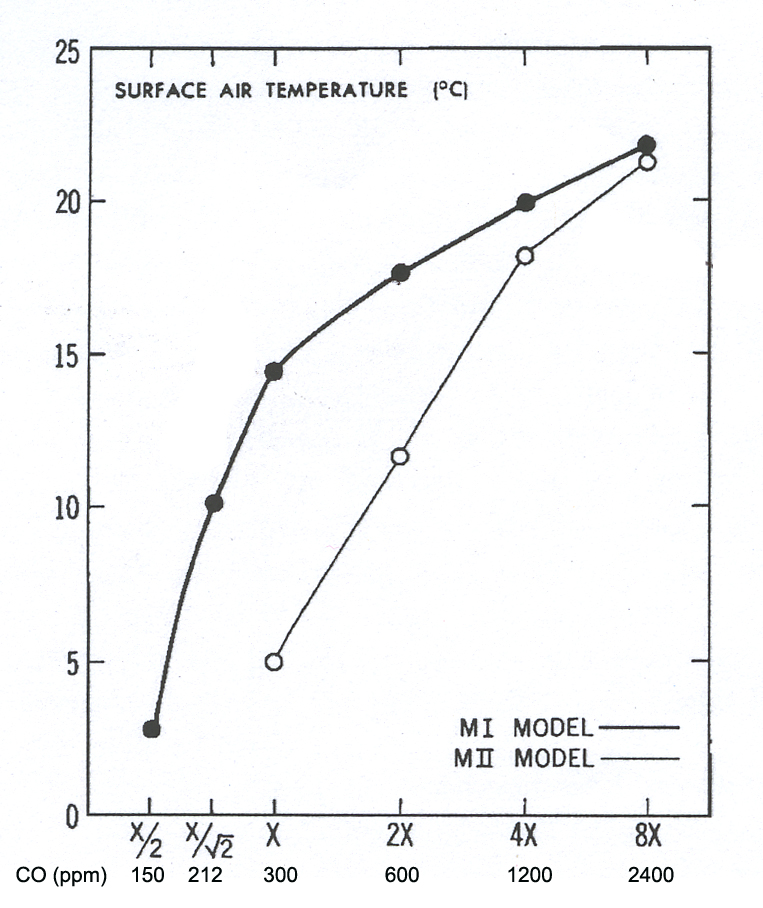 25
SURFACE AIR TEMPERATURE (°C)
20
15
10
5
MI MODEL
MII MODEL
0
X/2 X/√2 X 2X 4X 8X
CO (ppm) 150 212 300 600 1200 2400